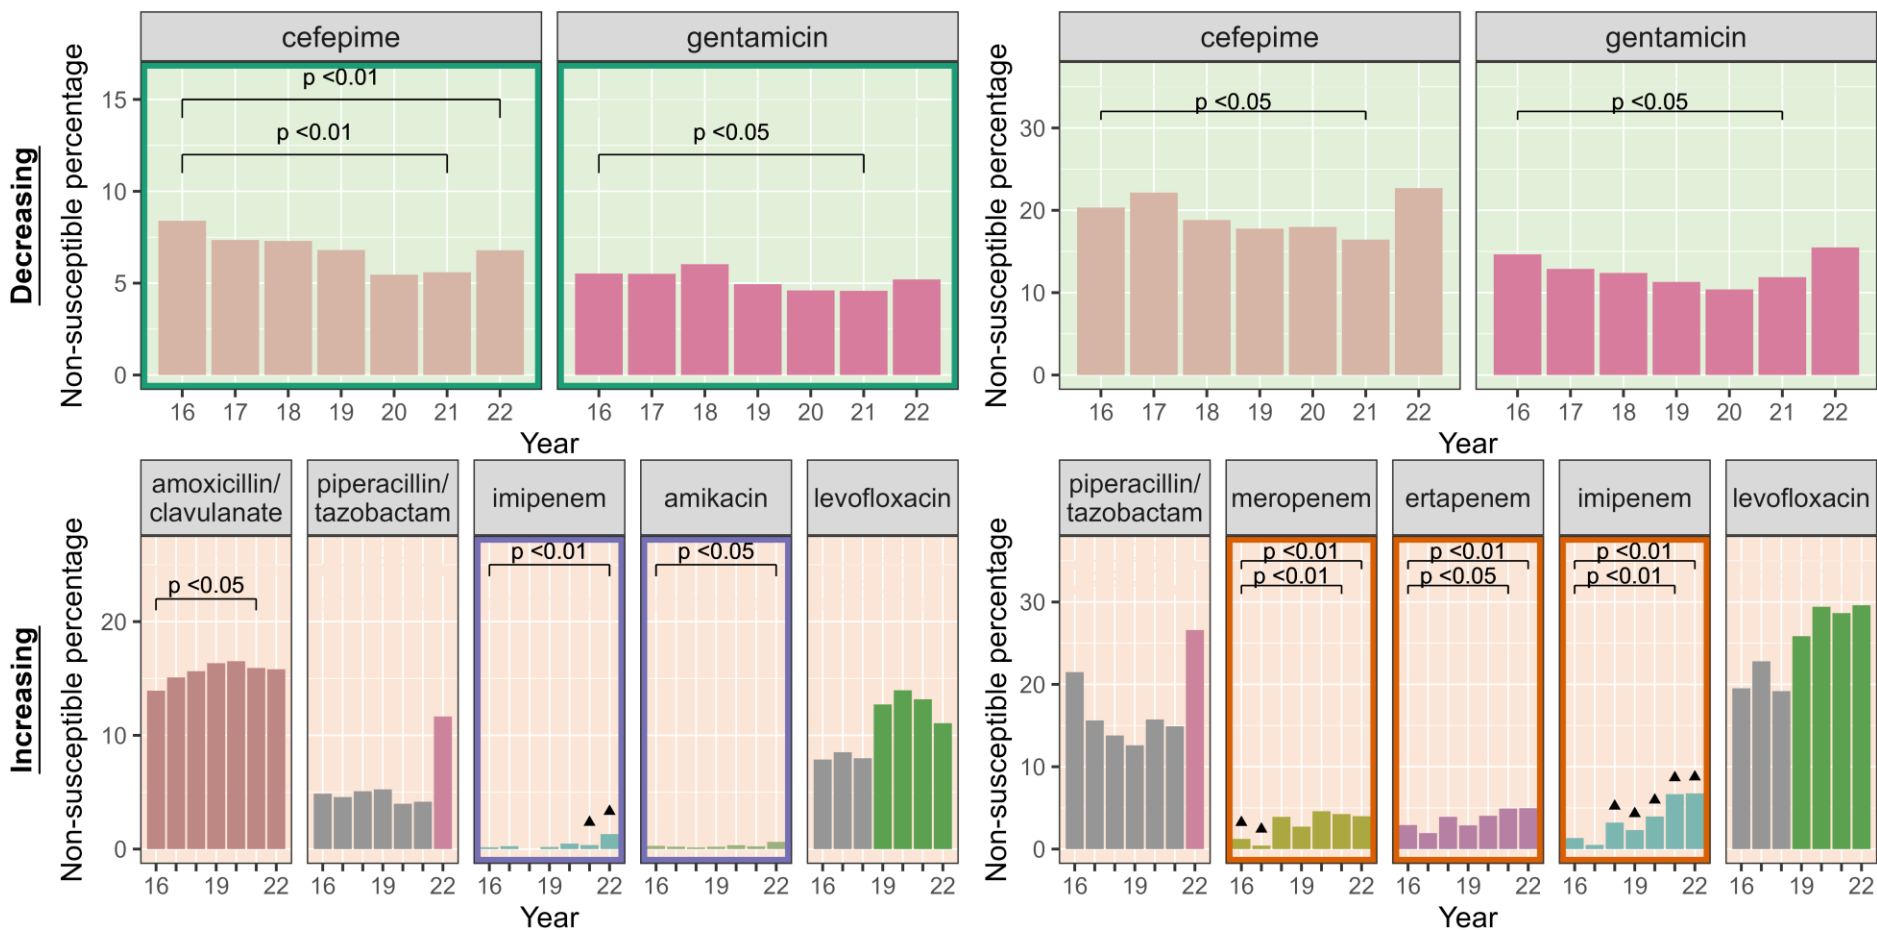 cefepime
gentamicin
cefepime
gentamicin
Decreasing
Non-susceptible percentage
15
10
5
0
p <0.01
p <0.01
p <0.05
16 17 18 19 20 21 22
16 17 18 19 20 21 22
Year
Non-susceptible percentage
30
20
10
0
p <0.05
p <0.05
16 17 18 19 20 21 22
16 17 18 19 20 21 22
Year
amoxicillin/
clavulanate
piperacillin/
tazobactam
imipenem
amikacin
levofloxacin
Increasing
Non-susceptible percentage
20
10
0
p <0.05
p <0.01
p <0.05
16 19 22
16 19 22
16 19 22
16 19 22
16 19 22
Year
piperacillin/
tazobactam
meropenem
ertapenem
imipenem
levofloxacin
Non-susceptible percentage
30
20
10
0
p <0.01
p <0.01
p <0.01
p <0.05
p <0.01
p <0.01
16 19 22
16 19 22
16 19 22
16 19 22
16 19 22
Year